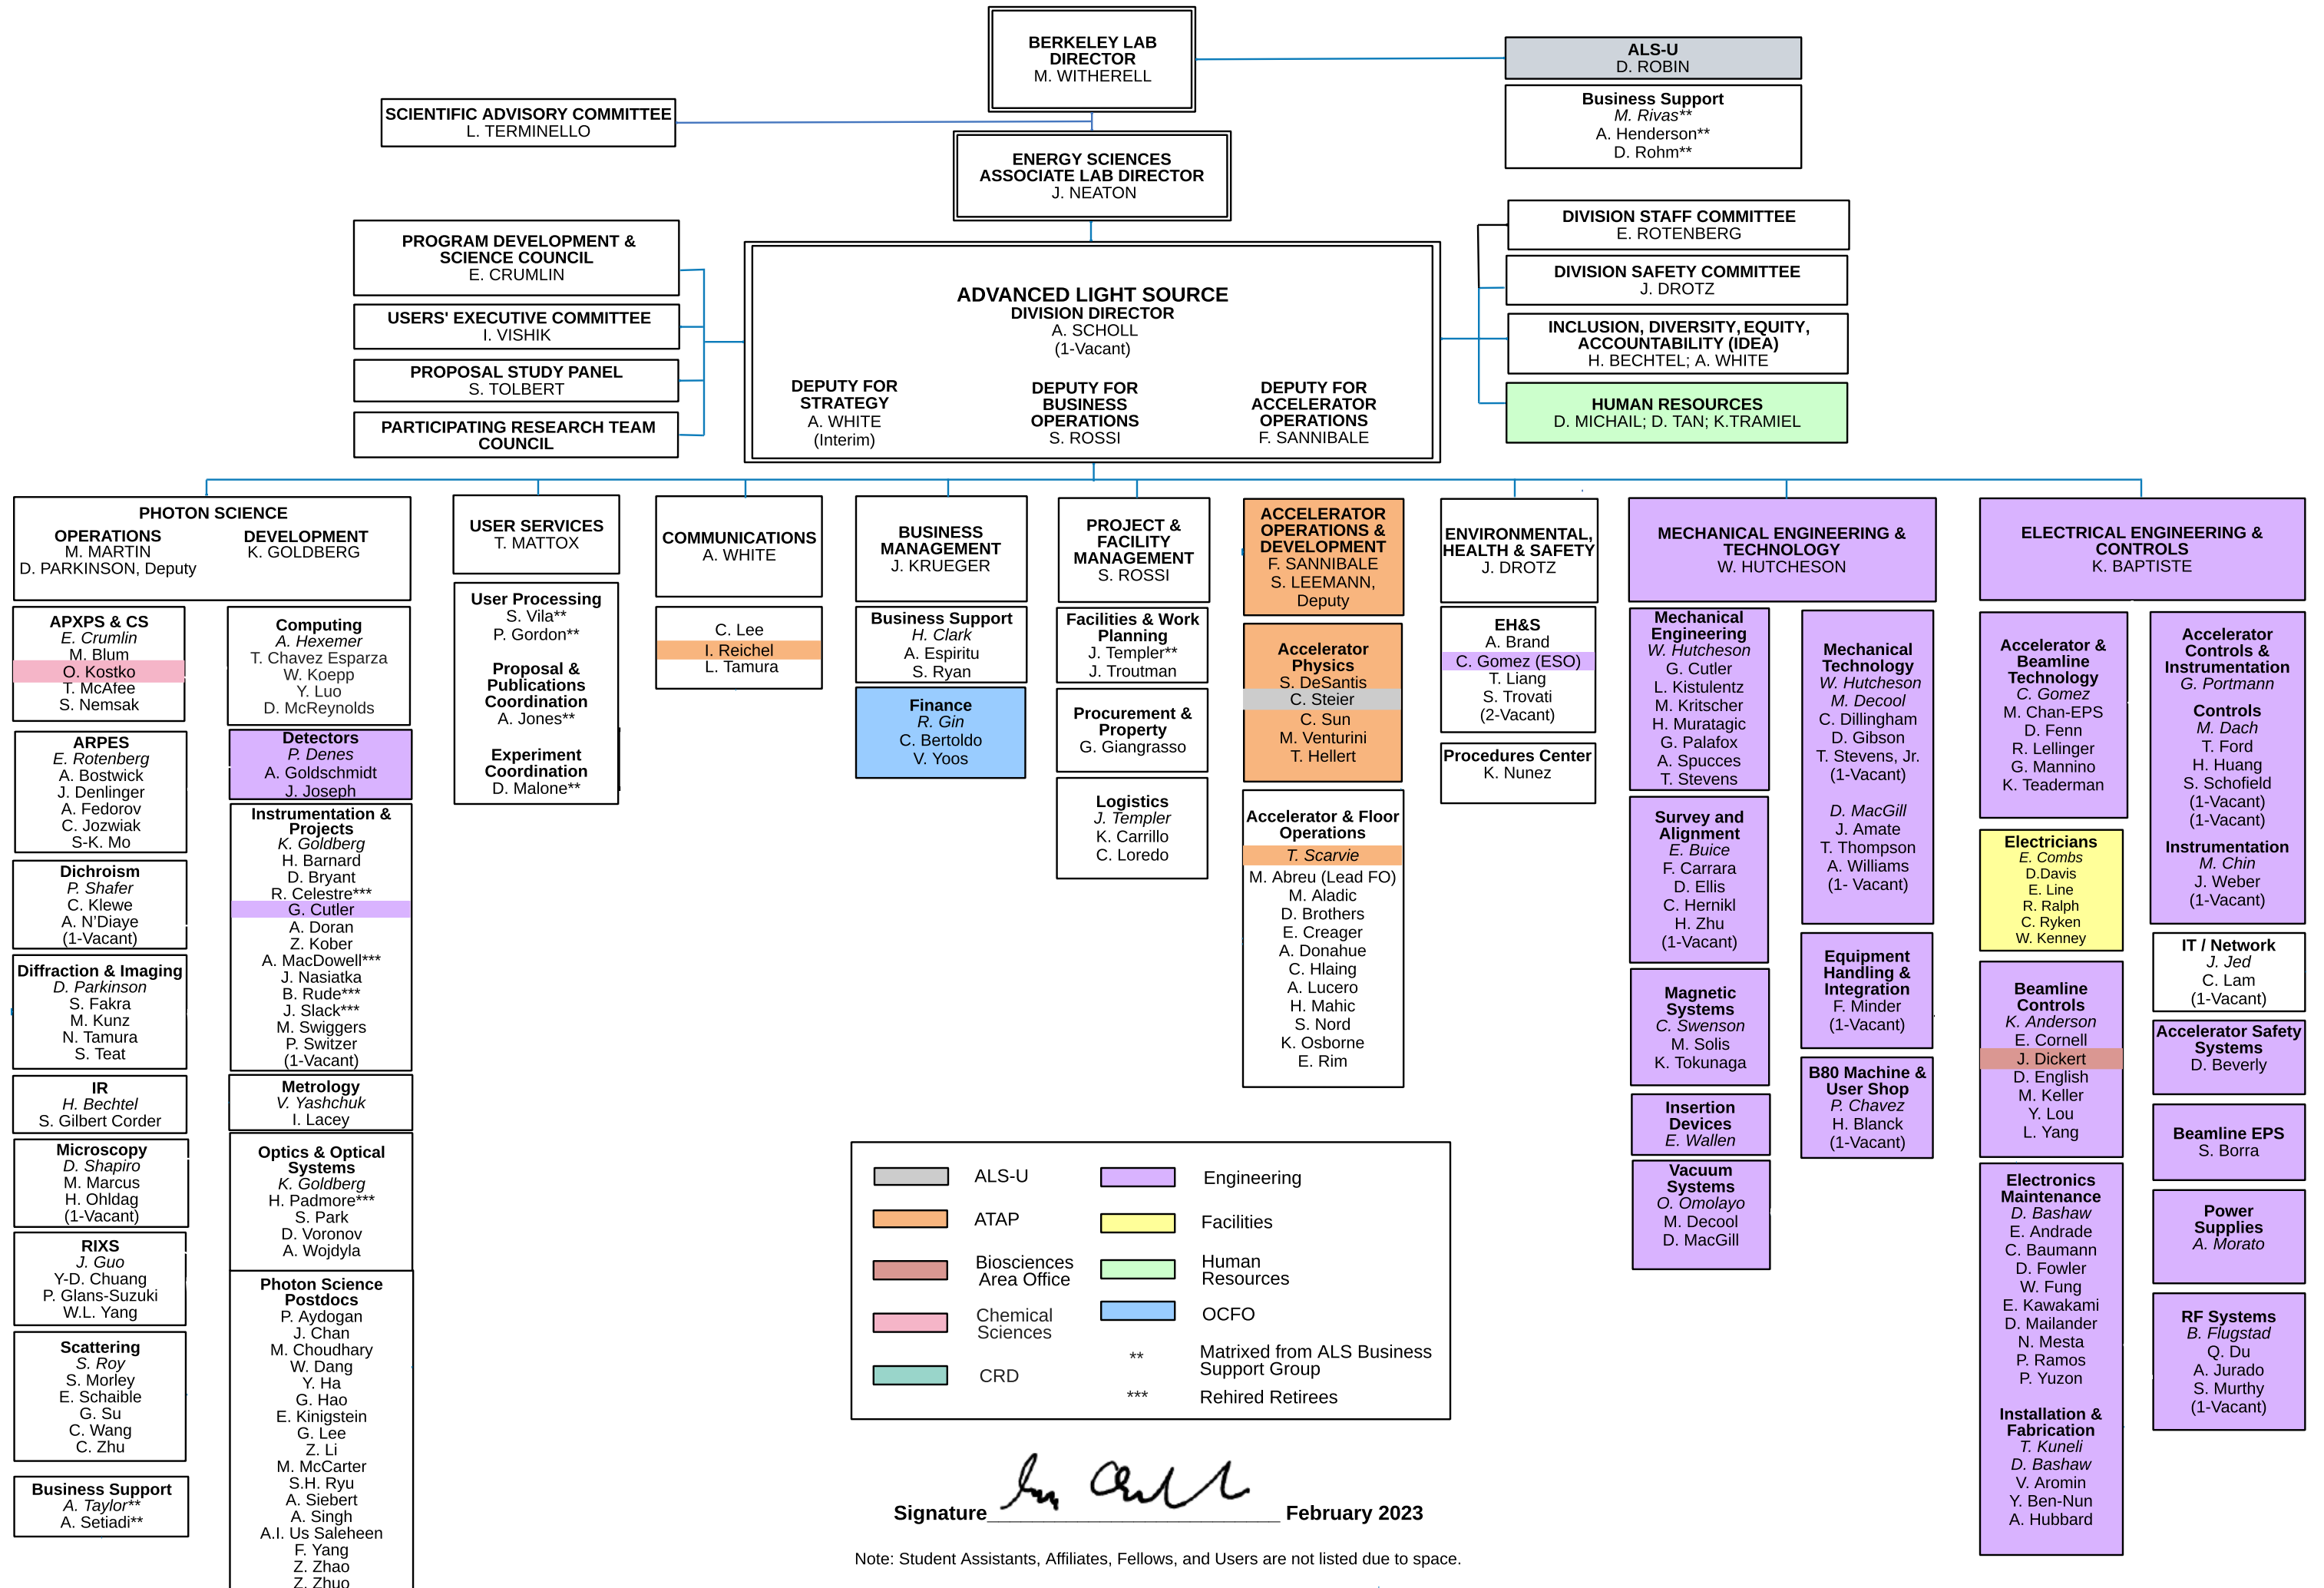 BERKELEY LAB
DIRECTOR
M. WITHERELL
ALS-U
D. ROBIN
Business Support
M. Rivas**
A. Henderson**
D. Rohm**
SCIENTIFIC ADVISORY COMMITTEE
L. TERMINELLO
ENERGY SCIENCES
ASSOCIATE LAB DIRECTOR
J. NEATON
PROGRAM DEVELOPMENT &
SCIENCE COUNCIL
E. CRUMLIN
USERS' EXECUTIVE COMMITTEE
I. VISHIK
PROPOSAL STUDY PANEL
S. TOLBERT
PARTICIPATING RESEARCH TEAM
COUNCIL
ADVANCED LIGHT SOURCE
DIVISION DIRECTOR
A. SCHOLL
(1-Vacant)
DEPUTY FOR
STRATEGY
A. WHITE
(Interim)
DEPUTY FOR
BUSINESS
OPERATIONS
S. ROSSI
DEPUTY FOR
ACCELERATOR
OPERATIONS
F. SANNIBALE
DIVISION STAFF COMMITTEE
E. ROTENBERG
DIVISION SAFETY COMMITTEE
J. DROTZ
INCLUSION, DIVERSITY, EQUITY,
ACCOUNTABILITY (IDEA)
H. BECHTEL; A. WHITE
HUMAN RESOURCES
D. MICHAIL; D. TAN; K.TRAMIEL
PHOTON SCIENCE
OPERATIONS
M. MARTIN
D. PARKINSON, Deputy
DEVELOPMENT
K. GOLDBERG
APXPS & CS
E. Crumlin
M. Blum
O. Kostko
T. McAfee
S. Nemsak
ARPES
E. Rotenberg
A. Bostwick
J. Denlinger
A. Fedorov
C. Jozwiak
S-K. Mo
Dichroism
P. Shafer
C. Klewe
A. N’Diaye
(1-Vacant)
Diffraction & Imaging
D. Parkinson
S. Fakra
M. Kunz
N. Tamura
S. Teat
IR
H. Bechtel
S. Gilbert Corder
Microscopy
D. Shapiro
M. Marcus
H. Ohldag
(1-Vacant)
RIXS
J. Guo
Y-D. Chuang
P. Glans-Suzuki
W.L. Yang
Scattering
S. Roy
S. Morley
E. Schaible
G. Su
C. Wang
C. Zhu
Business Support
A. Taylor**
A. Setiadi**
Computing
A. Hexemer
T. Chavez Esparza
W. Koepp
Y. Luo
D. McReynolds
Detectors
P. Denes
A. Goldschmidt
J. Joseph
Instrumentation &
Projects
K. Goldberg
H. Barnard
D. Bryant
R. Celestre***
G. Cutler
A. Doran
Z. Kober
A. MacDowell***
J. Nasiatka
B. Rude***
J. Slack***
M. Swiggers
P. Switzer
(1-Vacant)
Metrology
V. Yashchuk
I. Lacey
Optics & Optical
Systems
K. Goldberg
H. Padmore***
S. Park
D. Voronov
A. Wojdyla
Photon Science
Postdocs
P. Aydogan
J. Chan
M. Choudhary
W. Dang
Y. Ha
G. Hao
E. Kinigstein
G. Lee
Z. Li
M. McCarter
S.H. Ryu
A. Siebert
A. Singh
A.I. Us Saleheen
F. Yang
Z. Zhao
Z. Zhuo
USER SERVICES
T. MATTOX
User Processing
S. Vila**
P. Gordon**
Proposal &
Publications
Coordination
A. Jones**
Experiment
Coordination
D. Malone**
COMMUNICATIONS
A. WHITE
C. Lee
I. Reichel
L. Tamura
BUSINESS
MANAGEMENT
J. KRUEGER
Business Support
H. Clark
A. Espiritu
S. Ryan
Finance
R. Gin
C. Bertoldo
V. Yoos
PROJECT &
FACILITY
MANAGEMENT
S. ROSSI
Facilities & Work
Planning
J. Templer**
J. Troutman
Procurement &
Property
G. Giangrasso
Logistics
J. Templer
K. Carrillo
C. Loredo
ACCELERATOR
OPERATIONS &
DEVELOPMENT
F. SANNIBALE
S. LEEMANN,
Deputy
Accelerator
Physics
S. DeSantis
C. Steier
C. Sun
M. Venturini
T. Hellert
Accelerator & Floor
Operations
T. Scarvie
M. Abreu (Lead FO)
M. Aladic
D. Brothers
E. Creager
A. Donahue
C. Hlaing
A. Lucero
H. Mahic
S. Nord
K. Osborne
E. Rim
ENVIRONMENTAL,
HEALTH & SAFETY
J. DROTZ
EH&S
A. Brand
C. Gomez (ESO)
T. Liang
S. Trovati
(2-Vacant)
Procedures Center
K. Nunez
MECHANICAL ENGINEERING &
TECHNOLOGY
W. HUTCHESON
Mechanical
Engineering
W. Hutcheson
G. Cutler
L. Kistulentz
M. Kritscher
H. Muratagic
G. Palafox
A. Spucces
T. Stevens
Survey and
Alignment
E. Buice
F. Carrara
D. Ellis
C. Hernikl
H. Zhu
(1-Vacant)
Magnetic
Systems
C. Swenson
M. Solis
K. Tokunaga
Insertion
Devices
E. Wallen
Vacuum
Systems
O. Omolayo
M. Decool
D. MacGill
Mechanical
Technology
W. Hutcheson
M. Decool
C. Dillingham
D. Gibson
T. Stevens, Jr.
(1-Vacant)
D. MacGill
J. Amate
T. Thompson
A. Williams
(1- Vacant)
Equipment
Handling &
Integration
F. Minder
(1-Vacant)
B80 Machine &
User Shop
P. Chavez
H. Blanck
(1-Vacant)
ELECTRICAL ENGINEERING &
CONTROLS
K. BAPTISTE
Accelerator &
Beamline
Technology
C. Gomez
M. Chan-EPS
D. Fenn
R. Lellinger
G. Mannino
K. Teaderman
Electricians
E. Combs
D.Davis
E. Line
R. Ralph
C. Ryken
W. Kenney
Beamline
Controls
K. Anderson
E. Cornell
J. Dickert
D. English
M. Keller
Y. Lou
L. Yang
Electronics
Maintenance
D. Bashaw
E. Andrade
C. Baumann
D. Fowler
W. Fung
E. Kawakami
D. Mailander
N. Mesta
P. Ramos
P. Yuzon
Installation &
Fabrication
T. Kuneli
D. Bashaw
V. Aromin
Y. Ben-Nun
A. Hubbard
Accelerator
Controls &
Instrumentation
G. Portmann
Controls
M. Dach
T. Ford
H. Huang
S. Schofield
(1-Vacant)
(1-Vacant)
Instrumentation
M. Chin
J. Weber
(1-Vacant)
IT / Network
J. Jed
C. Lam
(1-Vacant)
Accelerator Safety
Systems
D. Beverly
Beamline EPS
S. Borra
Power
Supplies
A. Morato
RF Systems
B. Flugstad
Q. Du
A. Jurado
S. Murthy
(1-Vacant)
ALS-U
ATAP
Biosciences
Area Office
Chemical
Sciences
CRD
Engineering
Facilities
Human
Resources
OCFO
** Matrixed from ALS Business
Support Group
*** Rehired Retirees
Signature__________________________ February 2023
Note: Student Assistants, Affiliates, Fellows, and Users are not listed due to space.